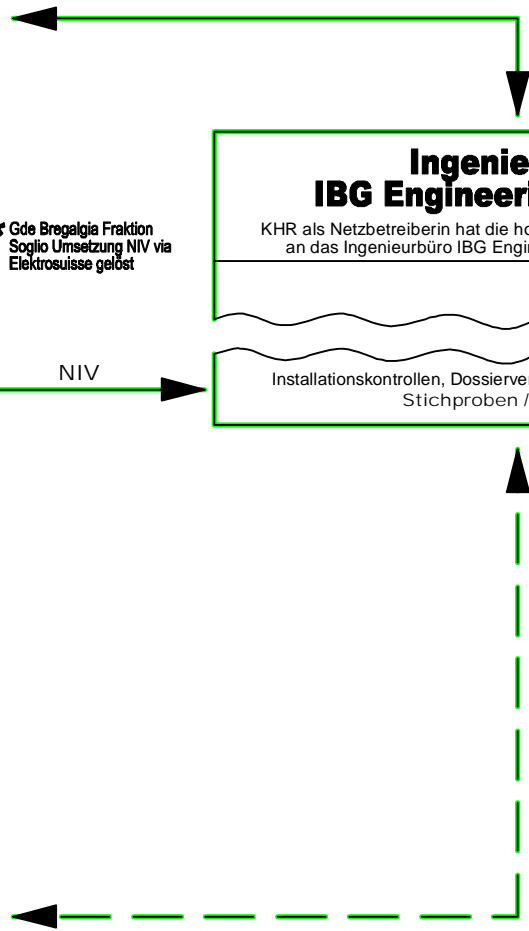 Ingenie
IBG Engineeri
* Gde Bregalgia Fraktion
Soglio Umsetzung NIV via
Elektrosuisse gelöst
KHR als Netzbetreiberin hat die ho
an das Ingenieurbüro IBG Engin
NIV
Installationskontrollen, Dossierver
Stichproben /